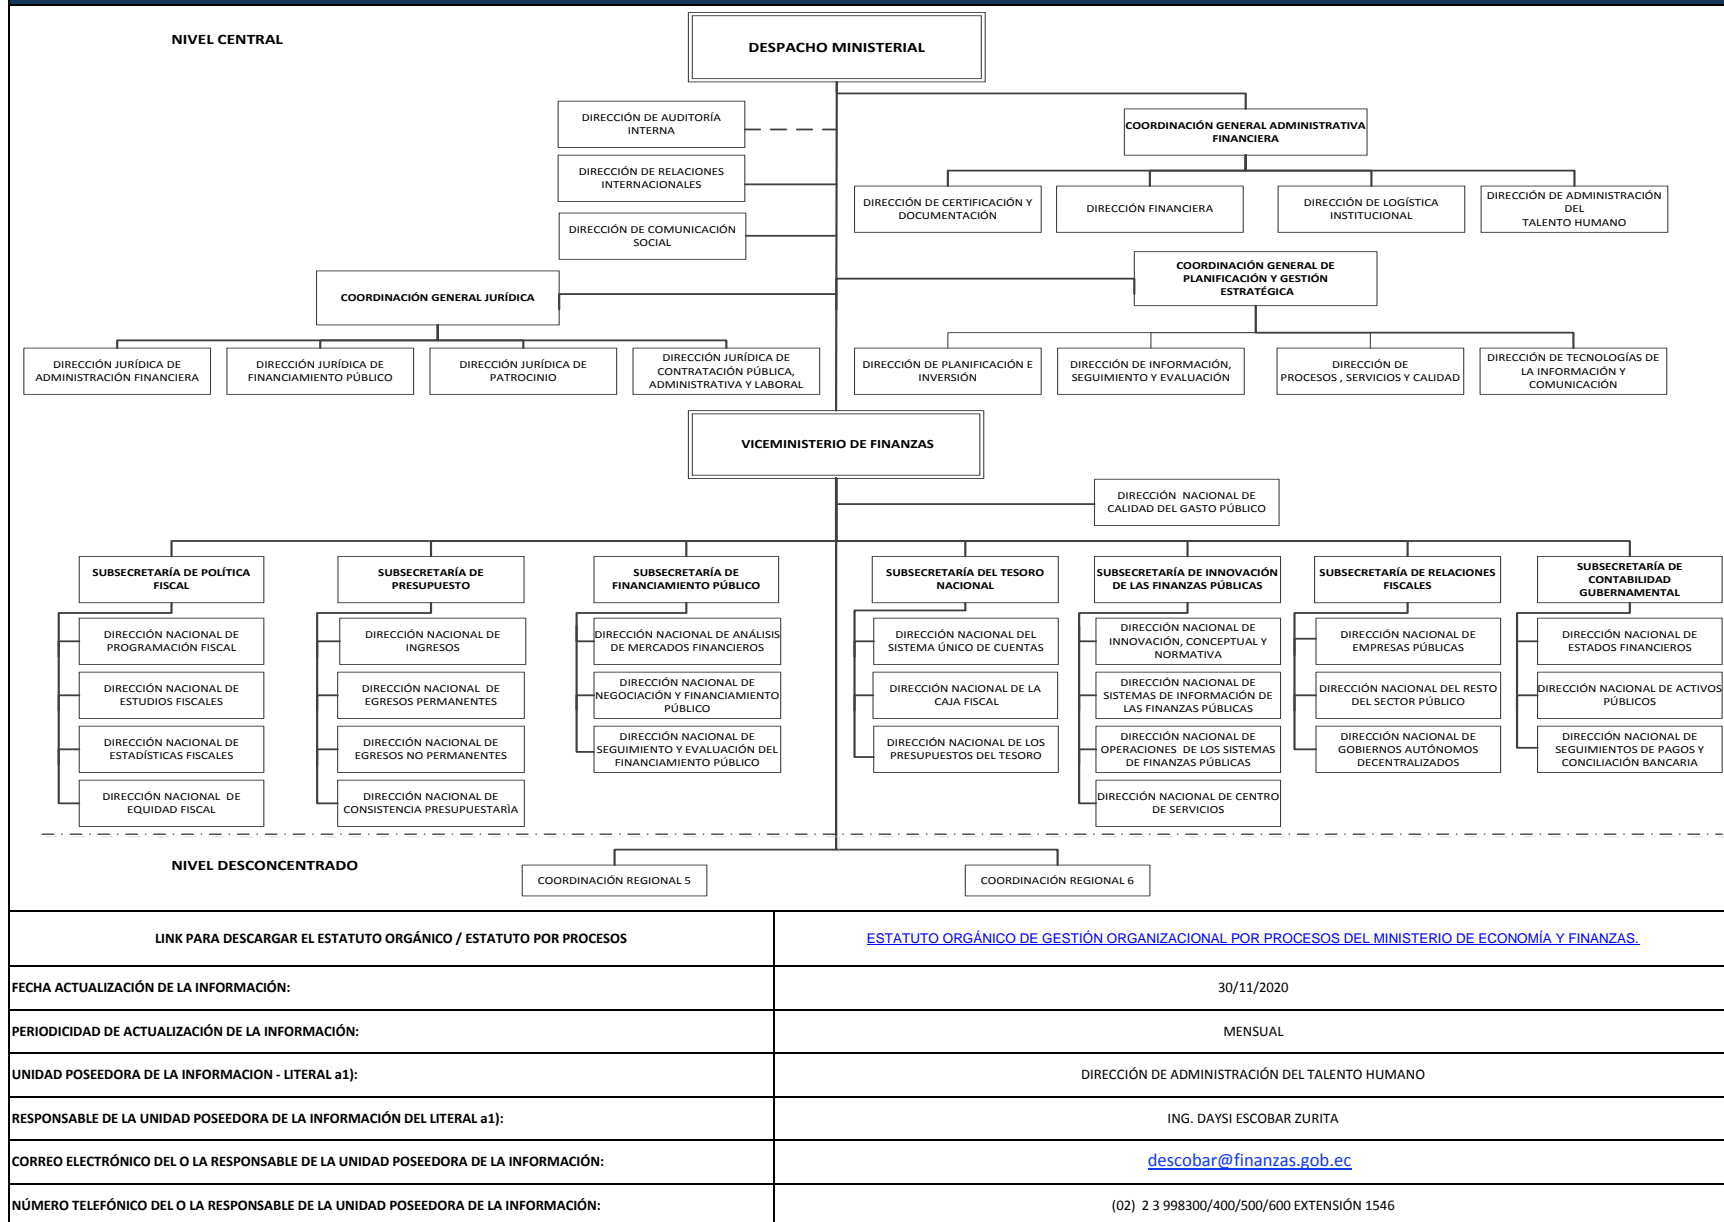 NIVEL CENTRAL
DESPACHO MINISTERIAL
DIRECCIÓN DE AUDITORÍA
INTERNA
COORDINACIÓN GENERAL ADMINISTRATIVA
FINANCIERA
DIRECCIÓN DE RELACIONES
INTERNACIONALES
DIRECCIÓN DE CERTIFICACIÓN Y
DOCUMENTACIÓN
DIRECCIÓN FINANCIERA
DIRECCIÓN DE LOGÍSTICA
INSTITUCIONAL
DIRECCIÓN DE ADMINISTRACIÓN
DEL
TALENTO HUMANO
DIRECCIÓN DE COMUNICACIÓN
SOCIAL
COORDINACIÓN GENERAL JURÍDICA
COORDINACIÓN GENERAL DE
PLANIFICACIÓN Y GESTIÓN
ESTRATÉGICA
DIRECCIÓN JURÍDICA DE
ADMINISTRACIÓN FINANCIERA
DIRECCIÓN JURÍDICA DE
FINANCIAMIENTO PÚBLICO
DIRECCIÓN JURÍDICA DE
PATROCINIO
DIRECCIÓN JURÍDICA DE
CONTRATACIÓN PÚBLICA,
ADMINISTRATIVA Y LABORAL
DIRECCIÓN DE PLANIFICACIÓN E
INVERSIÓN
DIRECCIÓN DE INFORMACIÓN,
SEGUIMIENTO Y EVALUACIÓN
DIRECCIÓN DE
PROCESOS , SERVICIOS Y CALIDAD
DIRECCIÓN DE TECNOLOGÍAS DE
LA INFORMACIÓN Y
COMUNICACIÓN
VICEMINISTERIO DE FINANZAS
DIRECCIÓN  NACIONAL DE
CALIDAD DEL GASTO PÚBLICO
SUBSECRETARÍA DE POLÍTICA
FISCAL
SUBSECRETARÍA DE
PRESUPUESTO
SUBSECRETARÍA DE
FINANCIAMIENTO PÚBLICO
SUBSECRETARÍA DEL TESORO
NACIONAL
SUBSECRETARÍA DE INNOVACIÓN
DE LAS FINANZAS PÚBLICAS
SUBSECRETARÍA DE RELACIONES
FISCALES
SUBSECRETARÍA DE
CONTABILIDAD
GUBERNAMENTAL
DIRECCIÓN NACIONAL DE
PROGRAMACIÓN FISCAL
DIRECCIÓN NACIONAL DE
INGRESOS
DIRECCIÓN NACIONAL DE ANÁLISIS
DE MERCADOS FINANCIEROS
DIRECCIÓN NACIONAL DEL
SISTEMA ÚNICO DE CUENTAS
DIRECCIÓN NACIONAL DE
INNOVACIÓN, CONCEPTUAL Y
NORMATIVA
DIRECCIÓN NACIONAL DE
EMPRESAS PÚBLICAS
DIRECCIÓN NACIONAL DE
ESTADOS FINANCIEROS
DIRECCIÓN NACIONAL DE
ESTUDIOS FISCALES
DIRECCIÓN NACIONAL  DE
EGRESOS PERMANENTES
DIRECCIÓN NACIONAL DE
NEGOCIACIÓN Y FINANCIAMIENTO
PÚBLICO
DIRECCIÓN NACIONAL DE LA
CAJA FISCAL
DIRECCIÓN NACIONAL DE
SISTEMAS DE INFORMACIÓN DE
LAS FINANZAS PÚBLICAS
DIRECCIÓN NACIONAL DEL RESTO
DEL SECTOR PÚBLICO
DIRECCIÓN NACIONAL DE ACTIVOS
PÚBLICOS
DIRECCIÓN NACIONAL DE
ESTADÍSTICAS FISCALES
DIRECCIÓN NACIONAL DE
EGRESOS NO PERMANENTES
DIRECCIÓN NACIONAL DE
SEGUIMIENTO Y EVALUACIÓN DEL
FINANCIAMIENTO PÚBLICO
DIRECCIÓN NACIONAL DE LOS
PRESUPUESTOS DEL TESORO
DIRECCIÓN NACIONAL DE
OPERACIONES  DE LOS SISTEMAS
DE FINANZAS PÚBLICAS
DIRECCIÓN NACIONAL DE
GOBIERNOS AUTÓNOMOS
DECENTRALIZADOS
DIRECCIÓN NACIONAL DE
SEGUIMIENTOS DE PAGOS Y
CONCILIACIÓN BANCARIA
DIRECCIÓN NACIONAL  DE
EQUIDAD FISCAL
DIRECCIÓN NACIONAL DE
CONSISTENCIA PRESUPUESTARÌA
DIRECCIÓN NACIONAL DE CENTRO
DE SERVICIOS
NIVEL DESCONCENTRADO
COORDINACIÓN REGIONAL 5
COORDINACIÓN REGIONAL 6
LINK PARA DESCARGAR EL ESTATUTO ORGÁNICO / ESTATUTO POR PROCESOS
ESTATUTO ORGÁNICO DE GESTIÓN ORGANIZACIONAL POR PROCESOS DEL MINISTERIO DE ECONOMÍA Y FINANZAS.
FECHA ACTUALIZACIÓN DE LA INFORMACIÓN:
30/11/2020
PERIODICIDAD DE ACTUALIZACIÓN DE LA INFORMACIÓN:
MENSUAL
UNIDAD POSEEDORA DE LA INFORMACION - LITERAL a1):
DIRECCIÓN DE ADMINISTRACIÓN DEL TALENTO HUMANO
RESPONSABLE DE LA UNIDAD POSEEDORA DE LA INFORMACIÓN DEL LITERAL a1):
ING. DAYSI ESCOBAR ZURITA
CORREO ELECTRÓNICO DEL O LA RESPONSABLE DE LA UNIDAD POSEEDORA DE LA INFORMACIÓN:
descobar@finanzas.gob.ec
NÚMERO TELEFÓNICO DEL O LA RESPONSABLE DE LA UNIDAD POSEEDORA DE LA INFORMACIÓN:
(02)  2 3 998300/400/500/600 EXTENSIÓN 1546